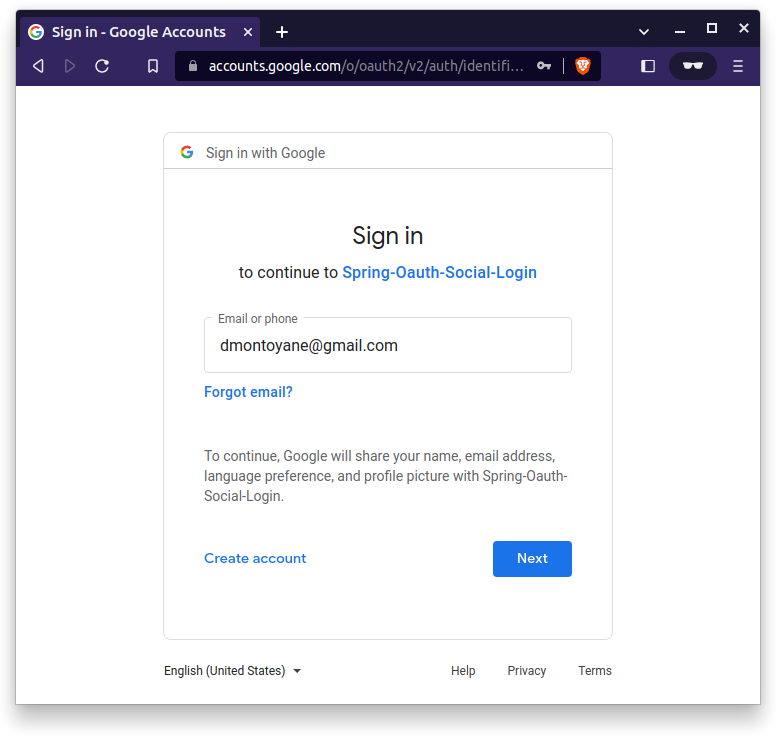 Sign in - Google Accounts
accounts.google.com/o/oauth2/v2/auth/identifi...
Sign in with Google
Sign in
to continue to Spring-Oauth-Social-Login
Email or phone
dmontoyane@gmail.com
Forgot email?
To continue, Google will share your name, email address,
language preference, and profile picture with Spring-Oauth-
Social-Login.
Create account
Next
English (United States)
Help
Privacy
Terms